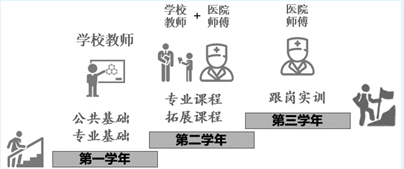 学校教师
公共基础
专业基础
第一学年
学校 + 医院
教师 师傅
专业课程
拓展课程
第二学年
医院
师傅
跟岗实训
第三学年